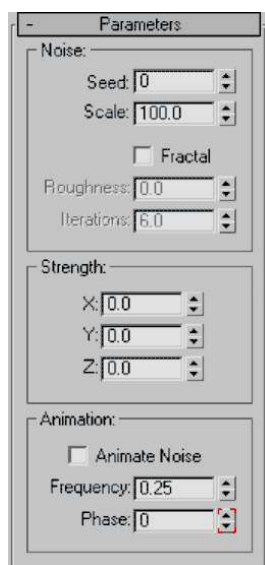 - Parameters
Noise:
Seed: 0
Scale: 100.0
Fractal
Roughness: 0.0
Iterations: 6.0
Strength:
X: 0.0
Y: 0.0
Z: 0.0
Animation:
Animate Noise
Frequency: 0.25
Phase: 0